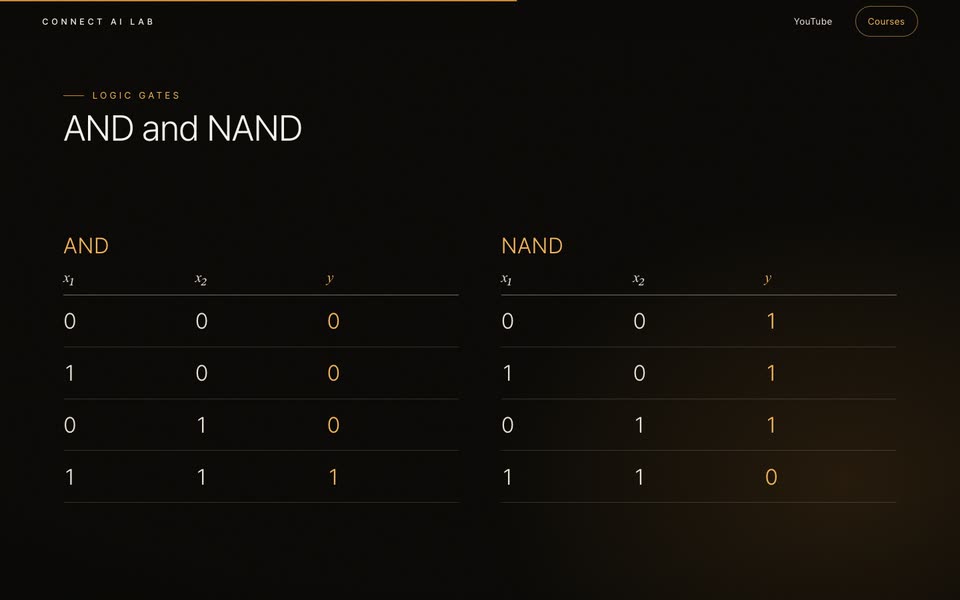 CONNECT AI LAB
YouTube
Courses
LOGIC GATES
AND and NAND
AND
x₁ x₂ y
0 0 0
1 0 0
0 1 0
1 1 1
NAND
x₁ x₂ y
0 0 1
1 0 1
0 1 1
1 1 0